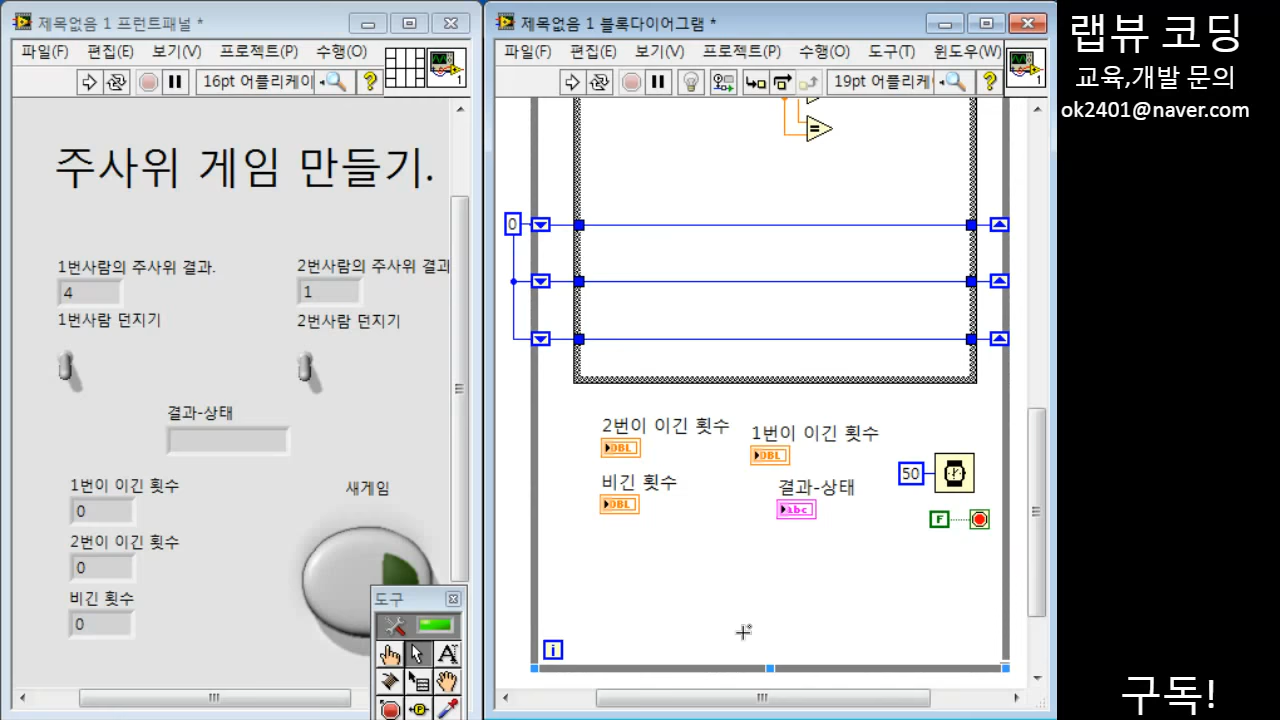 제목없음 1 프런트패널 *
파일(F) 편집(E) 보기(V) 프로젝트(P) 수행(O)
16pt 어플리케이
1
주사위 게임 만들기.
1번사람의 주사위 결과.
4
1번사람 던지기
2번사람의 주사위 결과
1
2번사람 던지기
결과-상태
1번이 이긴 횟수
0
2번이 이긴 횟수
0
비긴 횟수
0
새게임
도구
제목없음 1 블록다이어그램 *
파일(F) 편집(E) 보기(V) 프로젝트(P) 수행(O) 도구(T) 윈도우(W)
19pt 어플리케
1
=
0
2번이 이긴 횟수
DBL
1번이 이긴 횟수
DBL
비긴 횟수
DBL
결과-상태
abc
50
F
i
랩뷰 코딩
교육,개발 문의
ok2401@naver.com
구독!